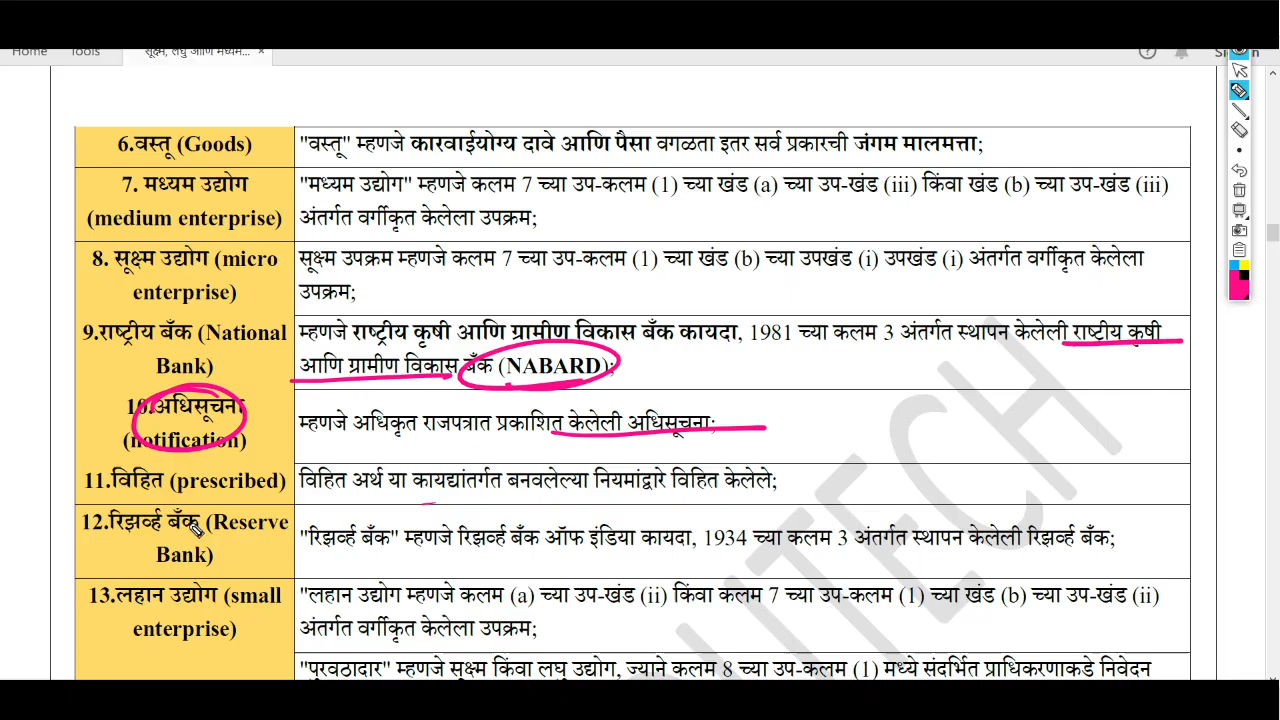 Home Tools सूक्ष्म, लघु आणि मध्यम... ×
6.वस्तू (Goods)
"वस्तू" म्हणजे कारवाईयोग्य दावे आणि पैसा वगळता इतर सर्व प्रकारची जंगम मालमत्ता;
7. मध्यम उद्योग
(medium enterprise)
"मध्यम उद्योग" म्हणजे कलम 7 च्या उप-कलम (1) च्या खंड (a) च्या उप-खंड (iii) किंवा खंड (b) च्या उप-खंड (iii)
अंतर्गत वर्गीकृत केलेला उपक्रम;
8. सूक्ष्म उद्योग (micro
enterprise)
सूक्ष्म उपक्रम म्हणजे कलम 7 च्या उप-कलम (1) च्या खंड (b) च्या उपखंड (i) उपखंड (i) अंतर्गत वर्गीकृत केलेला
उपक्रम;
9.राष्ट्रीय बँक (National
Bank)
म्हणजे राष्ट्रीय कृषी आणि ग्रामीण विकास बँक कायदा, 1981 च्या कलम 3 अंतर्गत स्थापन केलेली राष्ट्रीय कृषी
आणि ग्रामीण विकास बँक (NABARD);
10.अधिसूचना
(notification)
म्हणजे अधिकृत राजपत्रात प्रकाशित केलेली अधिसूचना;
11.विहित (prescribed)
विहित अर्थ या कायद्यांतर्गत बनवलेल्या नियमांद्वारे विहित केलेले;
12.रिझर्व्ह बँक (Reserve
Bank)
"रिझर्व्ह बँक" म्हणजे रिझर्व्ह बँक ऑफ इंडिया कायदा, 1934 च्या कलम 3 अंतर्गत स्थापन केलेली रिझर्व्ह बँक;
13.लहान उद्योग (small
enterprise)
"लहान उद्योग म्हणजे कलम (a) च्या उप-खंड (ii) किंवा कलम 7 च्या उप-कलम (1) च्या खंड (b) च्या उप-खंड (ii)
अंतर्गत वर्गीकृत केलेला उपक्रम;
"पुरवठादार" म्हणजे सूक्ष्म किंवा लघु उद्योग, ज्याने कलम 8 च्या उप-कलम (1) मध्ये संदर्भित प्राधिकरणाकडे निवेदन